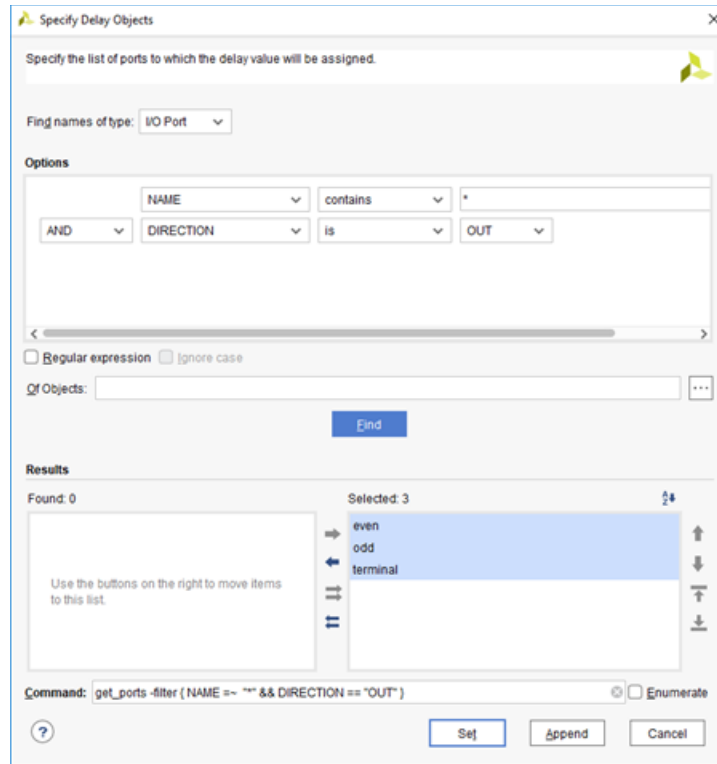 Specify Delay Objects
Specify the list of ports to which the delay value will be assigned.
Find names of type: I/O Port
Options
NAME contains *
AND DIRECTION is OUT
Regular expression Ignore case
Of Objects: ...
Find
Results
Found: 0 Selected: 3
even
odd
terminal
Use the buttons on the right to move items
to this list.
Command: get_ports -filter { NAME =~ "*" && DIRECTION == "OUT" } Enumerate
? Set Append Cancel